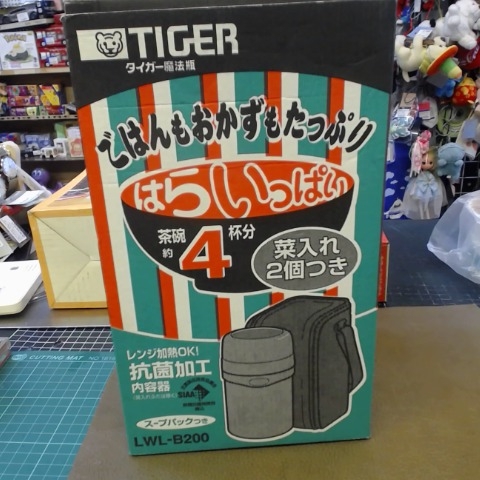 TIGER
タイガー魔法瓶
ごはんもおかずもたっぷり
はらいっぱい
茶碗
約4杯分
菜入れ
2個つき
レンジ加熱OK!
抗菌加工
内容器
SIAA
スープパックつき
LWL-B200
CUTTING MAT